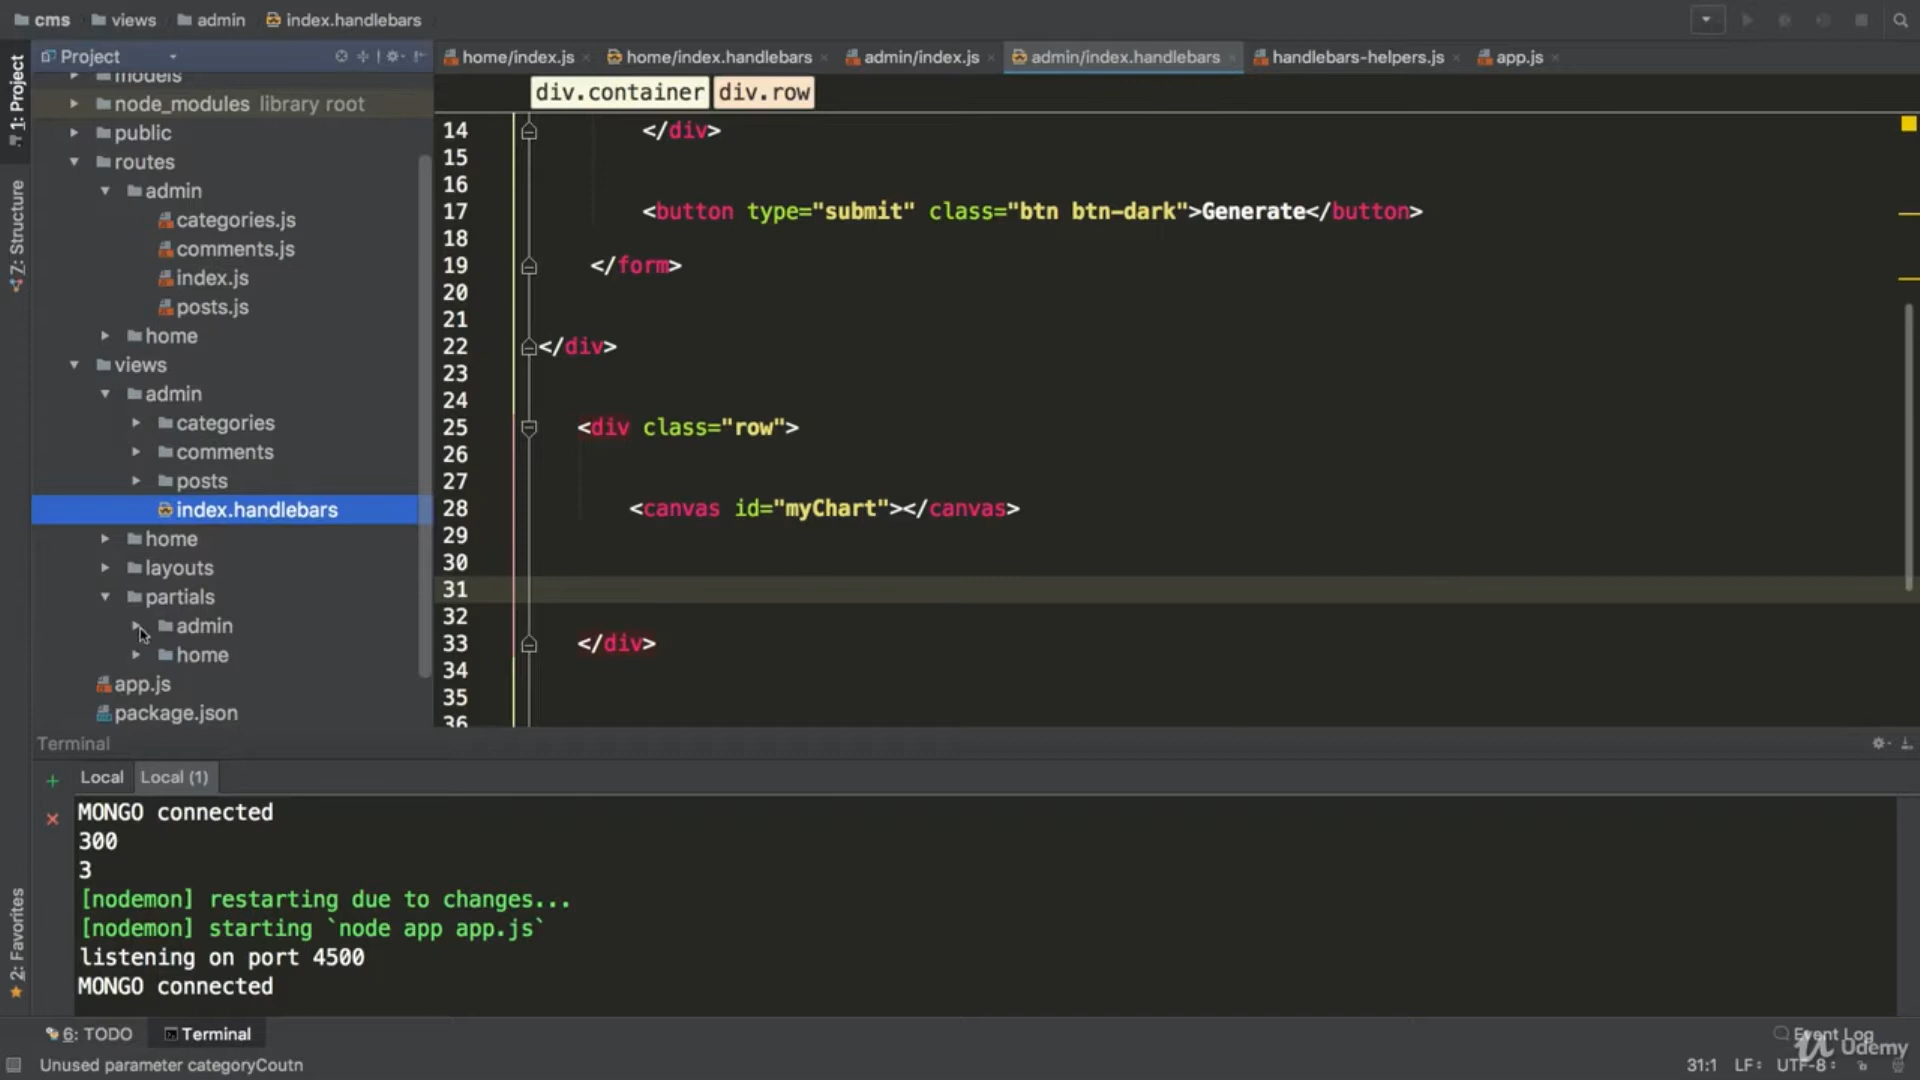 cms views admin index.handlebars
Project
home/index.js home/index.handlebars admin/index.js admin/index.handlebars handlebars-helpers.js app.js
div.container div.row
1: Project
Z: Structure
2: Favorites
models
node_modules library root
public
routes
admin
categories.js
comments.js
index.js
posts.js
home
views
admin
categories
comments
posts
index.handlebars
home
layouts
partials
admin
home
app.js
package.json
14 </div>
15
16
17 <button type="submit" class="btn btn-dark">Generate</button>
18
19 </form>
20
21
22 </div>
23
24
25 <div class="row">
26
27
28 <canvas id="myChart"></canvas>
29
30
31
32
33 </div>
34
35
36
Terminal
Local Local (1)
MONGO connected
300
3
[nodemon] restarting due to changes...
[nodemon] starting `node app app.js`
listening on port 4500
MONGO connected
6: TODO Terminal Event Log
Unused parameter categoryCoutn 31:1 LF UTF-8
Udemy